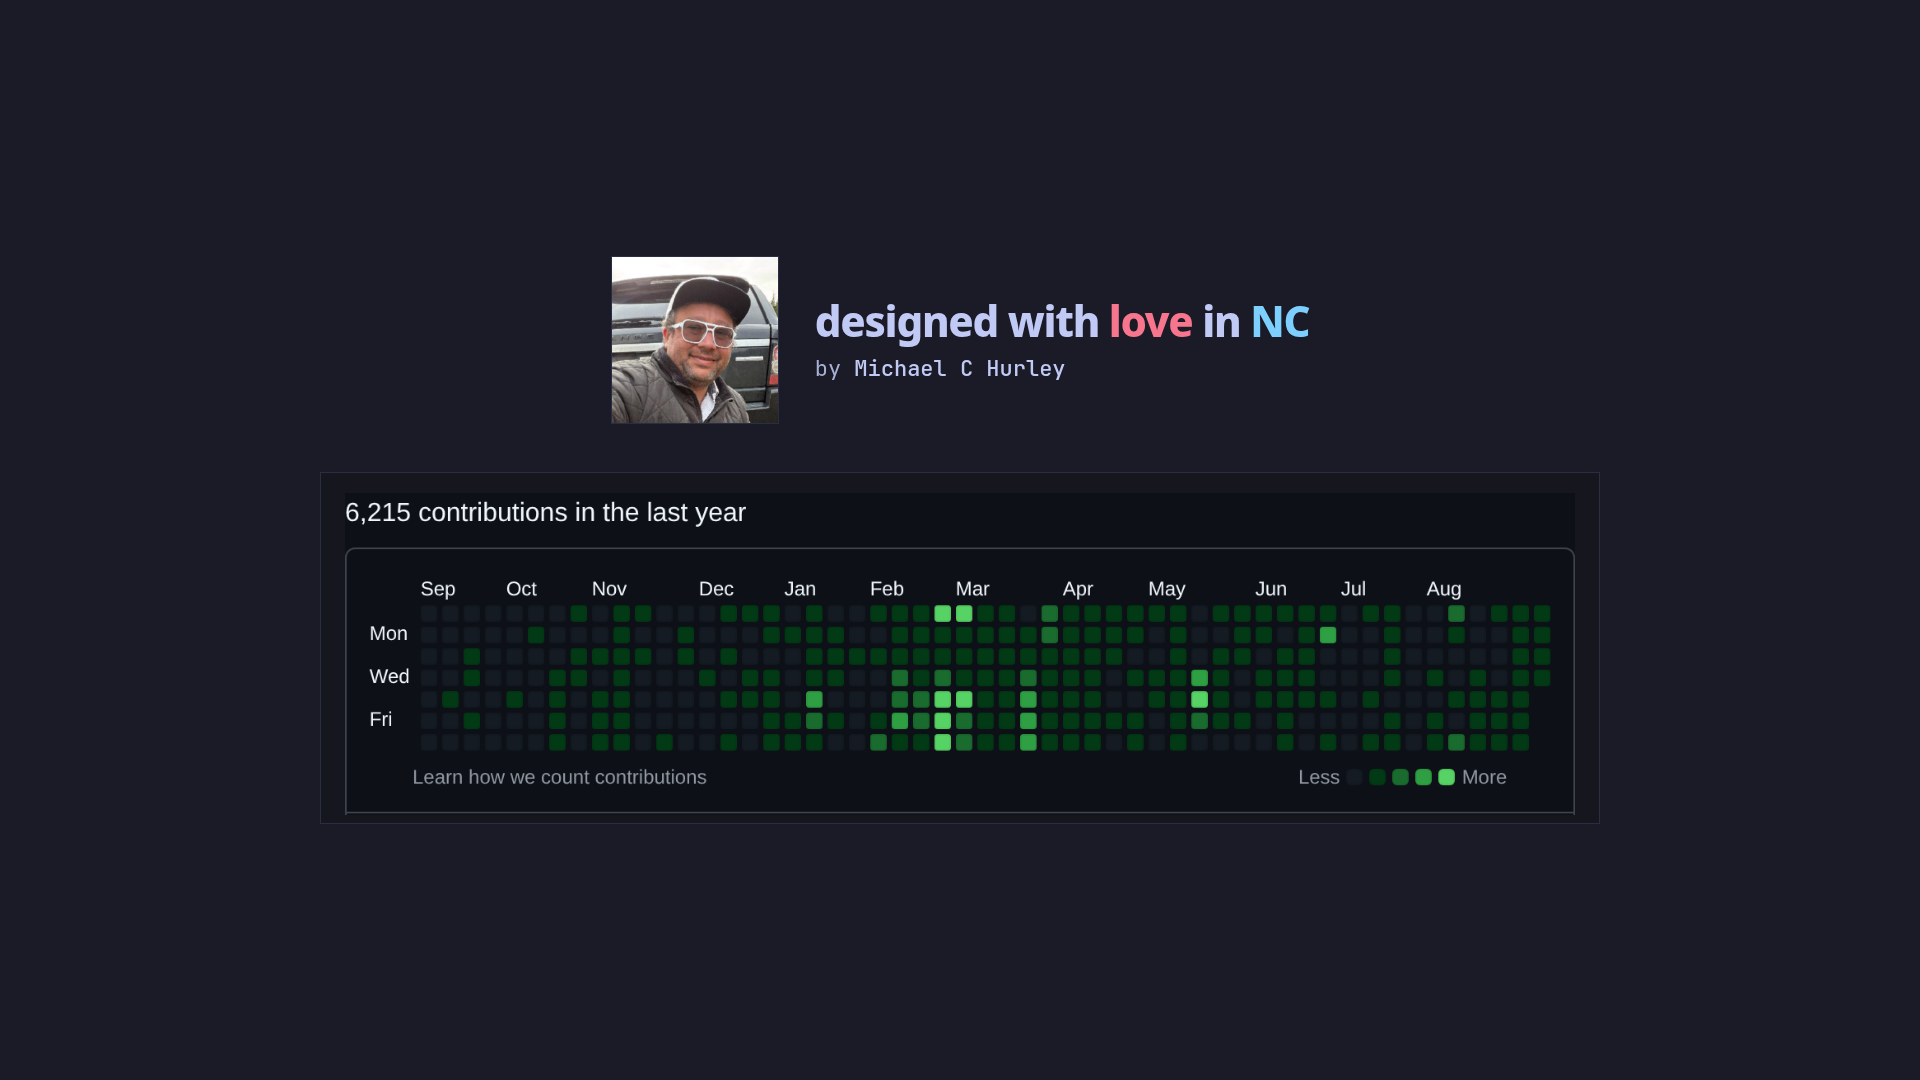 designed with love in NC
by Michael C Hurley
6,215 contributions in the last year
Sep Oct Nov Dec Jan Feb Mar Apr May Jun Jul Aug
Mon
Wed
Fri
Learn how we count contributions
Less More